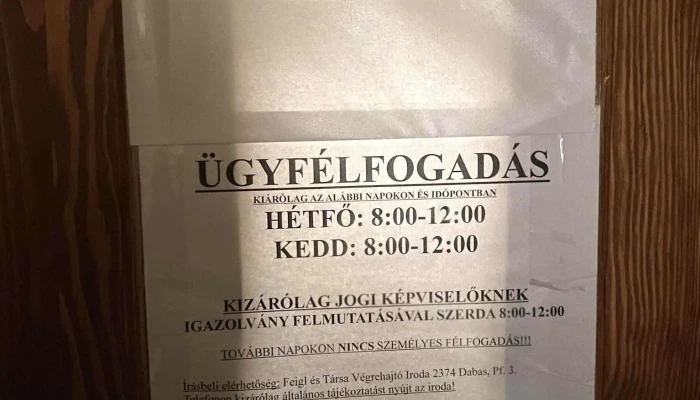 ÜGYFÉLFOGADÁS
KIÁRÓLAG AZ ALÁBBI NAPOKON ÉS IDŐPONTBAN
HÉTFŐ: 8:00-12:00
KEDD: 8:00-12:00
KIZÁRÓLAG JOGI KÉPVISELŐKNEK
IGAZOLVÁNY FELMUTATÁSÁVAL SZERDA 8:00-12:00
TOVÁBBI NAPOKON NINCS SZEMÉLYES FÉLFOGADÁS!!!
Írásbeli elérhetőség: Feigl és Társa Végrehajtó Iroda 2374 Dabas, Pf. 3.
Telefonon kizárólag általános tájékoztatást nyújt az iroda!